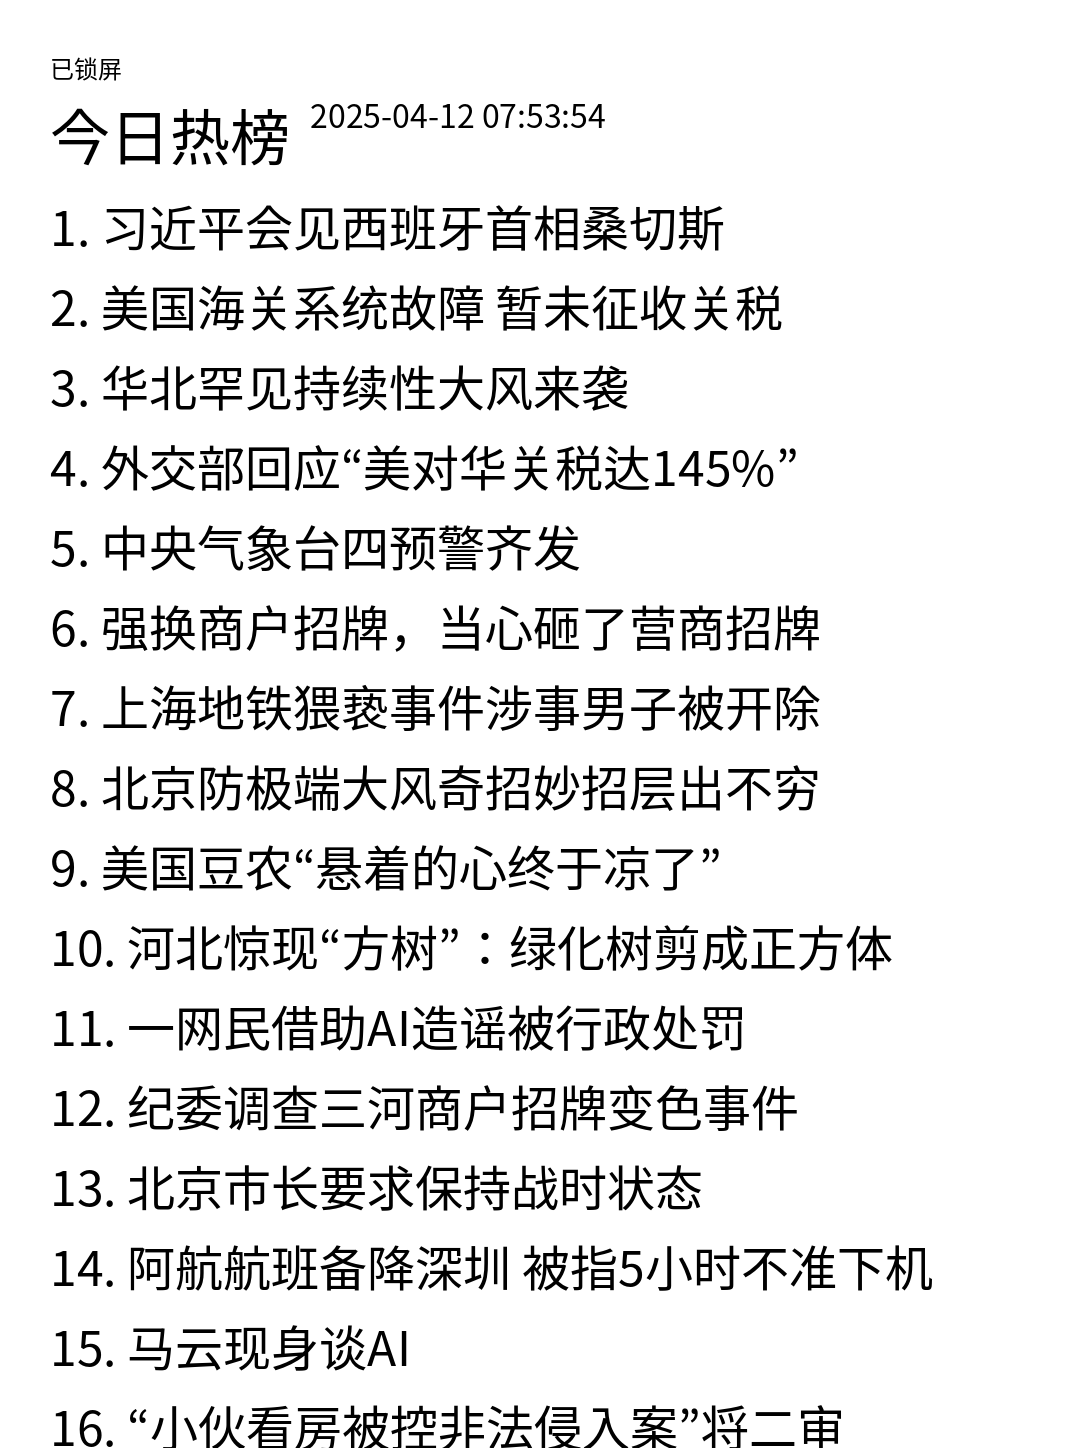 已锁屏
今日热榜 2025-04-12 07:53:54
1. 习近平会见西班牙首相桑切斯
2. 美国海关系统故障 暂未征收关税
3. 华北罕见持续性大风来袭
4. 外交部回应“美对华关税达145%”
5. 中央气象台四预警齐发
6. 强换商户招牌，当心砸了营商招牌
7. 上海地铁猥亵事件涉事男子被开除
8. 北京防极端大风奇招妙招层出不穷
9. 美国豆农“悬着的心终于凉了”
10. 河北惊现“方树”：绿化树剪成正方体
11. 一网民借助AI造谣被行政处罚
12. 纪委调查三河商户招牌变色事件
13. 北京市长要求保持战时状态
14. 阿航航班备降深圳 被指5小时不准下机
15. 马云现身谈AI
16. “小伙看房被控非法侵入案”将二审